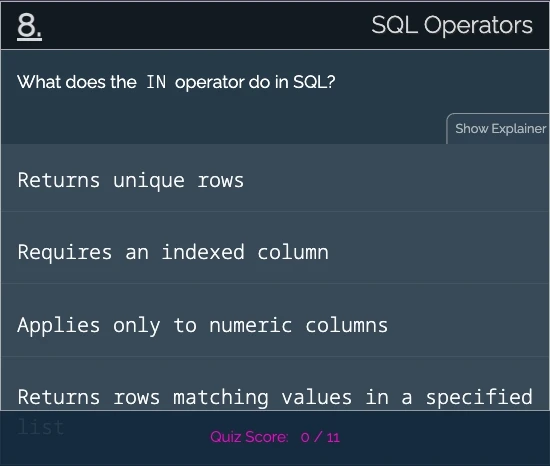 8.
SQL Operators
What does the IN operator do in SQL?
Show Explainer
Returns unique rows
Requires an indexed column
Applies only to numeric columns
Returns rows matching values in a specified
list
Quiz Score: 0 / 11